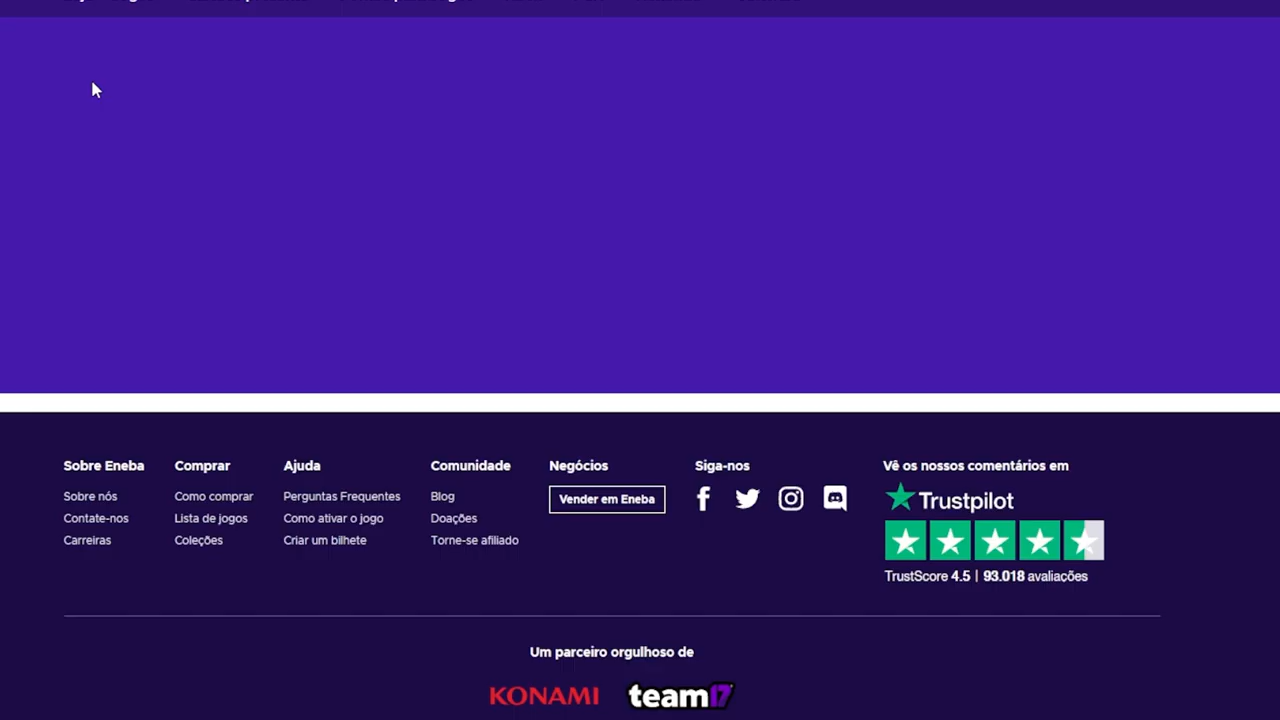 Sobre Eneba
Sobre nós
Contate-nos
Carreiras
Comprar
Como comprar
Lista de jogos
Coleções
Ajuda
Perguntas Frequentes
Como ativar o jogo
Criar um bilhete
Comunidade
Blog
Doações
Torne-se afiliado
Negócios
Vender em Eneba
Siga-nos
Vê os nossos comentários em
Trustpilot
TrustScore 4.5 | 93.018 avaliações
Um parceiro orgulhoso de
KONAMI team17